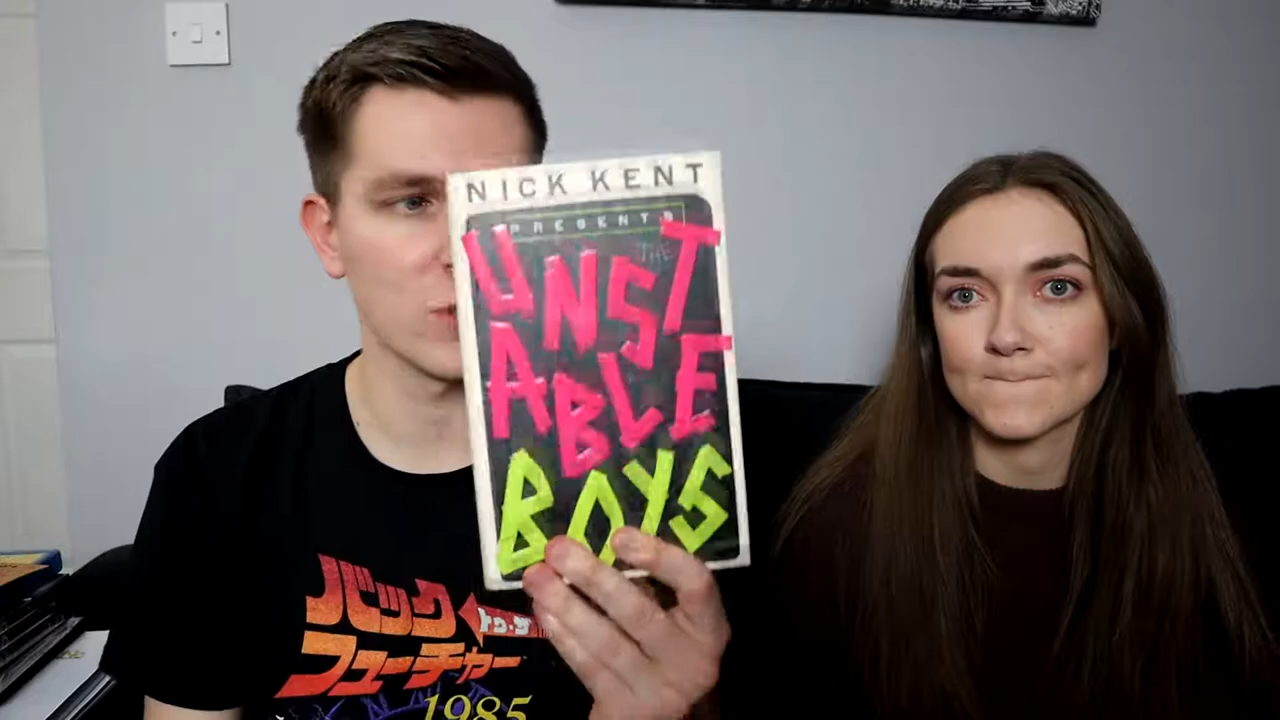 NICK KENT
PRESENTS
THE
UNST
ABLE
BOYS
バック
トゥ・ザ
フューチャー
1985